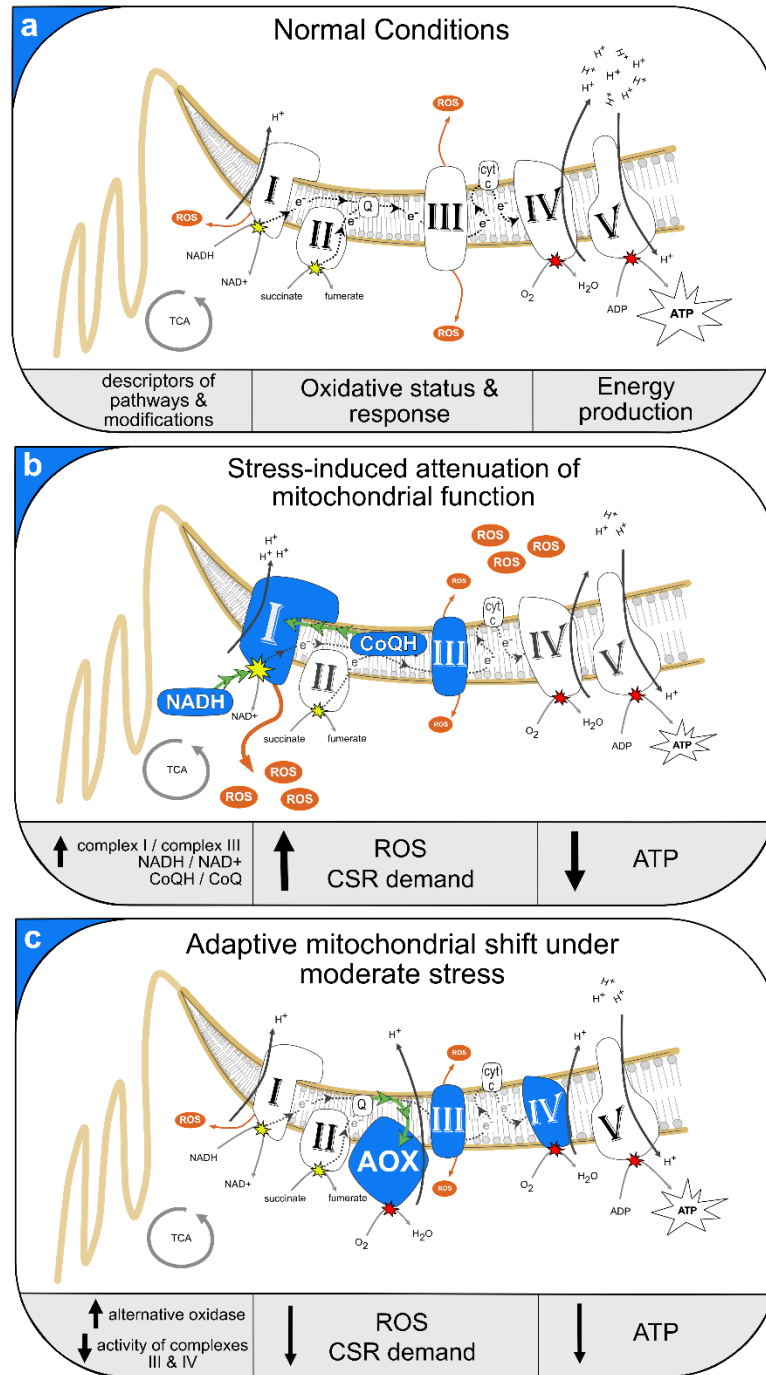 a
Normal Conditions
H+
H+
H+
H+
H+
H+
H+
H+
H+
ROS
cyt
c
I
e-
Q
e-
e-
III
e-
e-
IV
V
ROS
II
NADH
NAD+
succinate
fumerate
O2
H2O
ADP
H+
ATP
TCA
ROS
descriptors of
pathways &
modifications
Oxidative status &
response
Energy
production
b
Stress-induced attenuation of
mitochondrial function
H+
H+ H+
ROS
ROS
ROS
H+
H+
H+
ROS
cyt
c
I
CoQH
e-
e-
III
e-
e-
IV
V
II
NADH
NAD+
ROS
succinate
fumerate
O2
H2O
ADP
H+
ATP
TCA
ROS
ROS
ROS
complex I / complex III
NADH / NAD+
CoQH / CoQ
ROS
CSR demand
ATP
c
Adaptive mitochondrial shift under
moderate stress
H+
H+
H+
H+
H+
ROS
cyt
c
I
e-
Q
e-
III
e-
e-
IV
V
ROS
II
AOX
NADH
NAD+
succinate
fumerate
ROS
O2
H2O
O2
H2O
ADP
H+
ATP
TCA
alternative oxidase
activity of complexes
III & IV
ROS
CSR demand
ATP